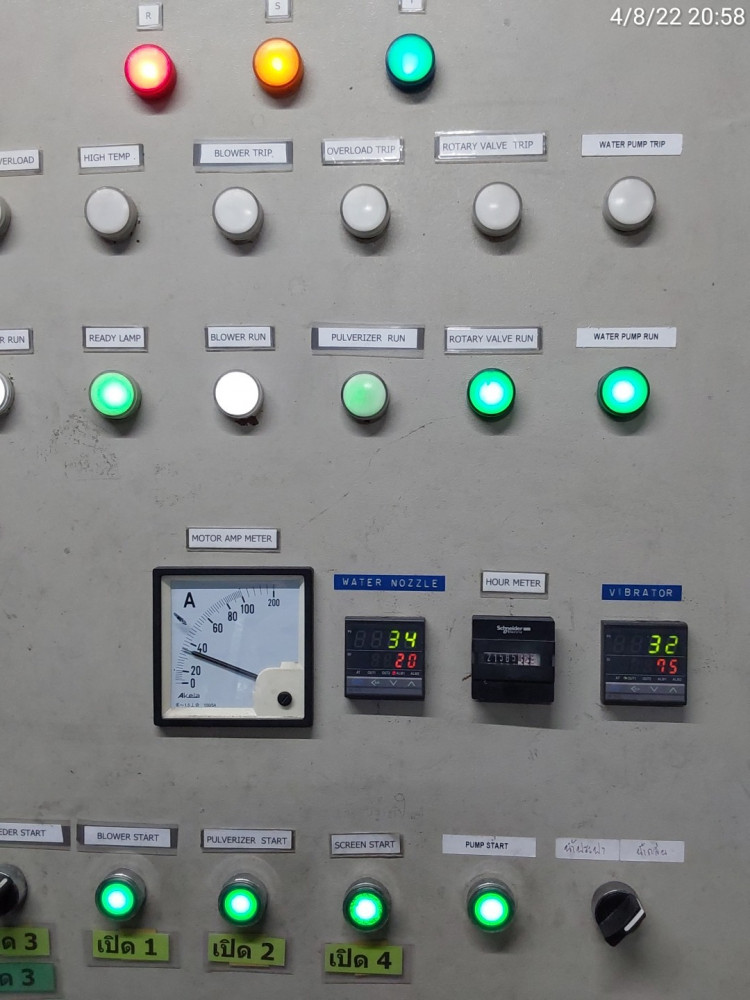 4/8/22 20:58
R
S
T
VERLOAD
HIGH TEMP.
BLOWER TRIP
OVERLOAD TRIP
ROTARY VALVE TRIP
WATER PUMP TRIP
R RUN
READY LAMP
BLOWER RUN
PULVERIZER RUN
ROTARY VALVE RUN
WATER PUMP RUN
MOTOR AMP METER
WATER NOZZLE
HOUR METER
VIBRATOR
A
0
20
40
60
80
100
200
34
20
Schneider
32
75
EDER START
BLOWER START
PULVERIZER START
SCREEN START
PUMP START
ด 3
เปิด 1
เปิด 2
เปิด 4
ด 3